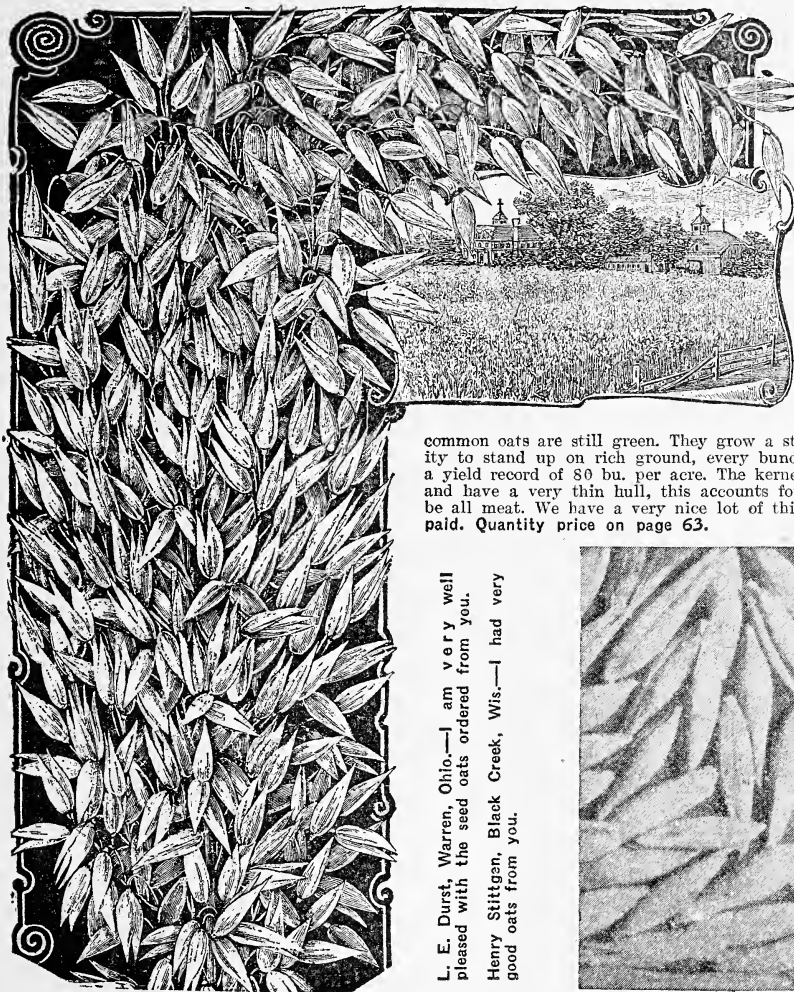 common oats are still green. They grow a st
ity to stand up on rich ground, every bunc
a yield record of 80 bu. per acre. The kerne
and have a very thin hull, this accounts fo
be all meat. We have a very nice lot of thi
paid. Quantity price on page 63.
L. E. Durst, Warren, Ohio.—I am very well
pleased with the seed oats ordered from you.
Henry Stittgen, Black Creek, Wis.—I had very
good oats from you.